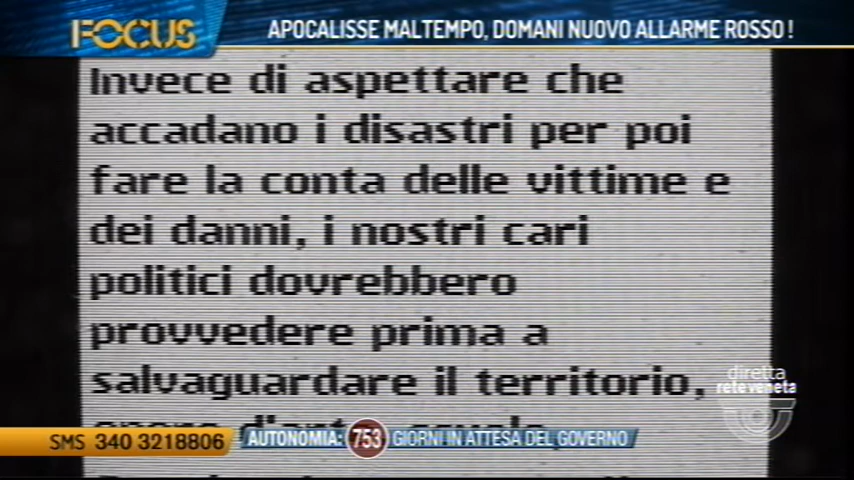 FOCUS
APOCALISSE MALTEMPO, DOMANI NUOVO ALLARME ROSSO!
Invece di aspettare che
accadano i disastri per poi
fare la conta delle vittime e
dei danni, i nostri cari
politici dovrebbero
provvedere prima a
salvaguardare il territorio,
diretta
reteveneta
SMS 340 3218806
AUTONOMIA: 753 GIORNI IN ATTESA DEL GOVERNO